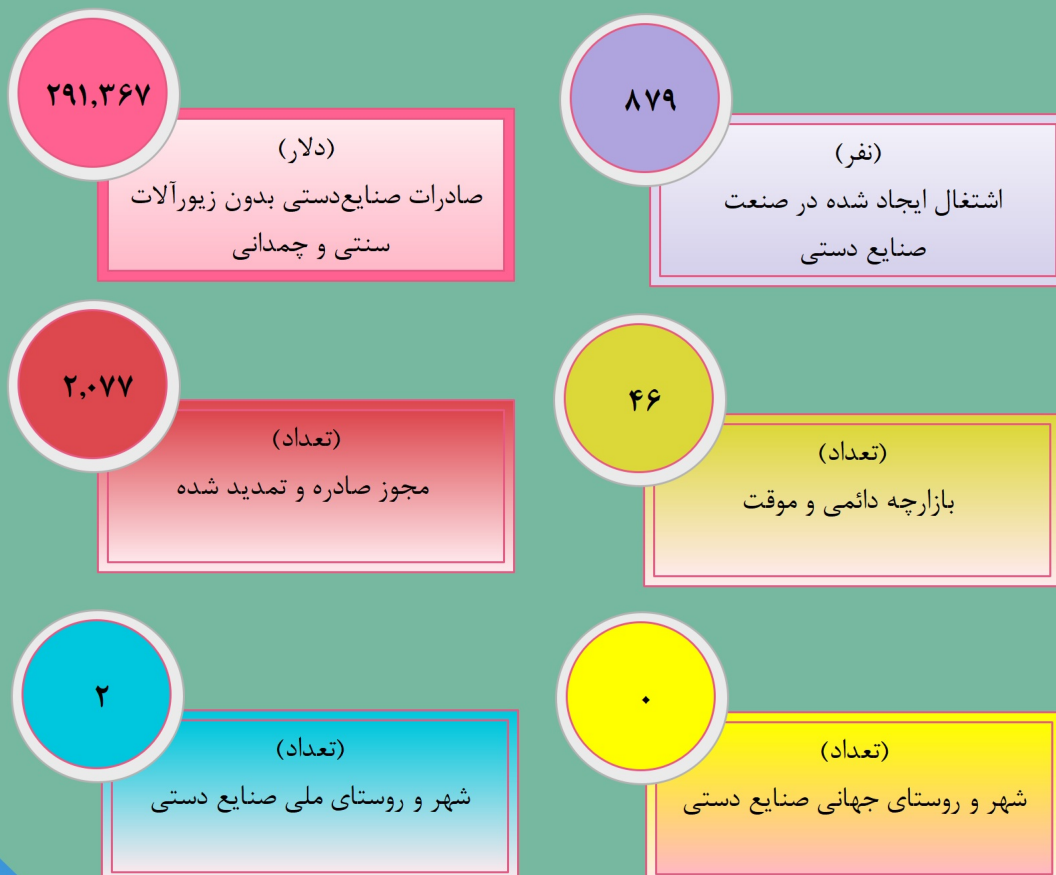 ۸۷۹
(نفر)
اشتغال ایجاد شده در صنعت
صنایع دستی
۲۹۱,۳۶۷
(دلار)
صادرات صنایع‌دستی بدون زیورآلات
سنتی و چمدانی
۴۶
(تعداد)
بازارچه دائمی و موقت
۲,۰۷۷
(تعداد)
مجوز صادره و تمدید شده
۰
(تعداد)
شهر و روستای جهانی صنایع دستی
۲
(تعداد)
شهر و روستای ملی صنایع دستی